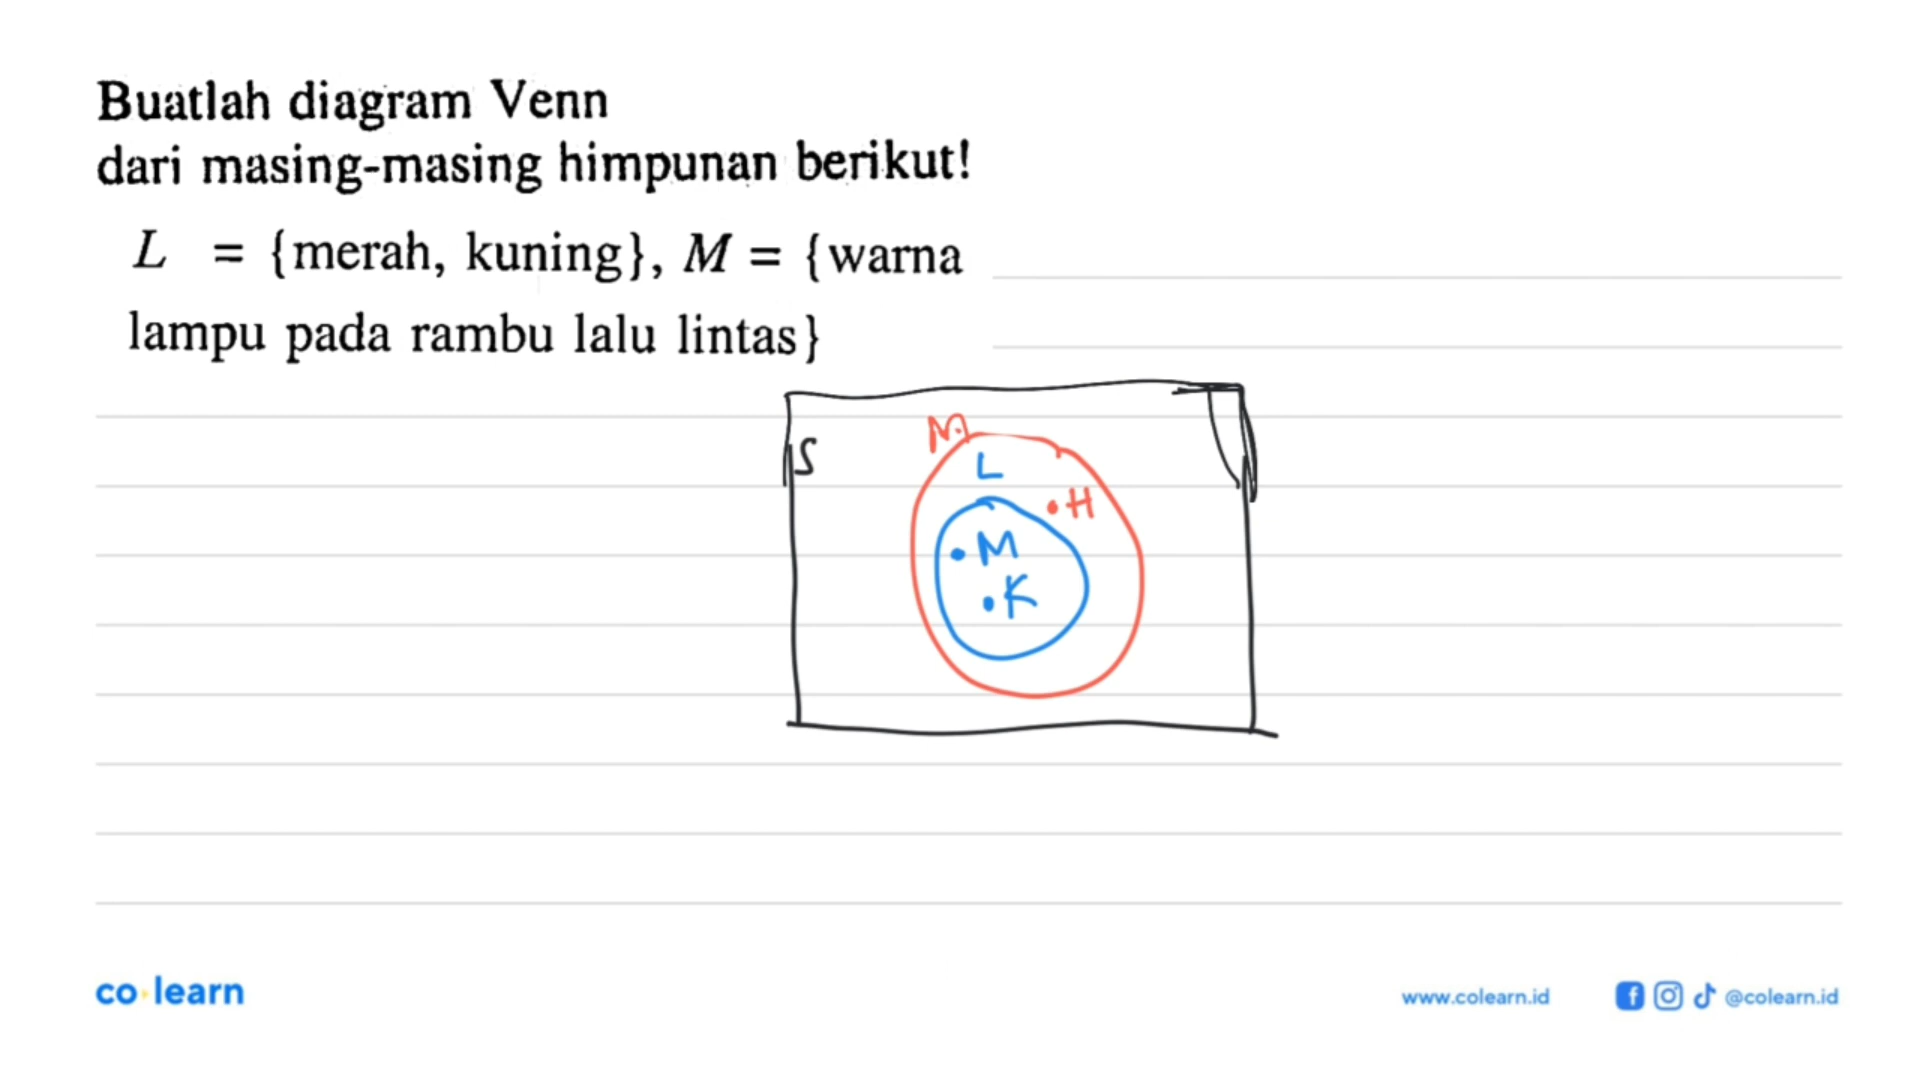 Buatlah diagram Venn
dari masing-masing himpunan berikut!
L = {merah, kuning}, M = {warna
lampu pada rambu lalu lintas}
S
M
L
• H
• M
• K
co learn
www.colearn.id
@colearn.id